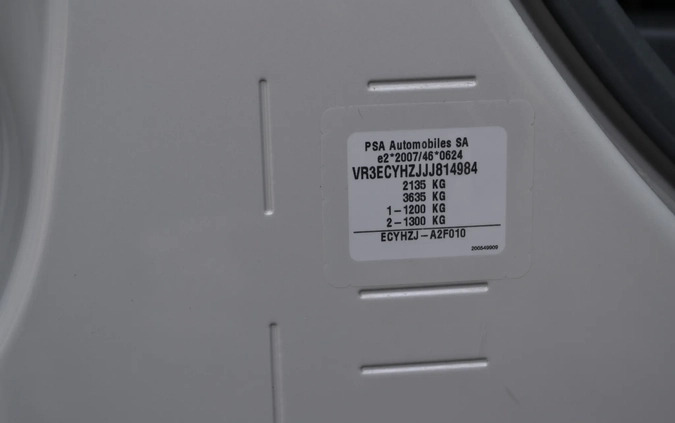 PSA Automobiles SA
e2*2007/46*0624
VR3ECYHZJJJ814984
2135 KG
3635 KG
1-1200 KG
2-1300 KG
ECYHZJ-A2F010
200549909